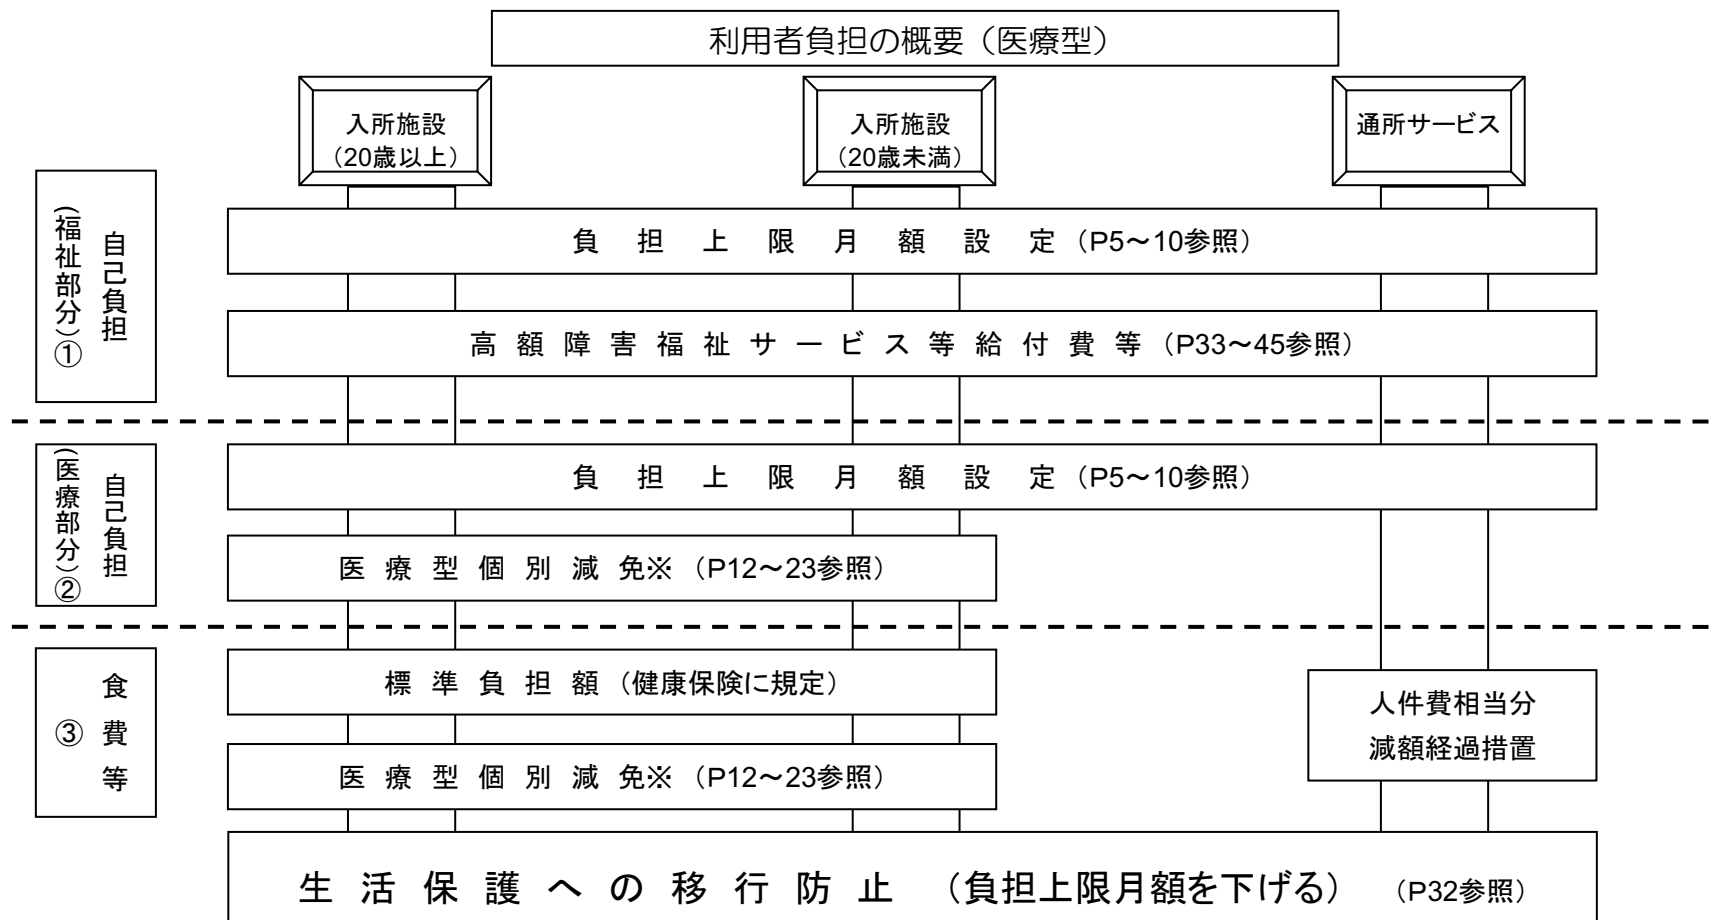 利用者負担の概要（医療型）
入所施設
（20歳以上）
入所施設
（20歳未満）
通所サービス
自己負担
（福祉部分）①
負担上限月額設定（P5～10参照）
高額障害福祉サービス等給付費等（P33～45参照）
自己負担
（医療部分）②
負担上限月額設定（P5～10参照）
医療型個別減免※（P12～23参照）
食費等
③
標準負担額（健康保険に規定）
人件費相当分
減額経過措置
医療型個別減免※（P12～23参照）
生活保護への移行防止（負担上限月額を下げる）（P32参照）